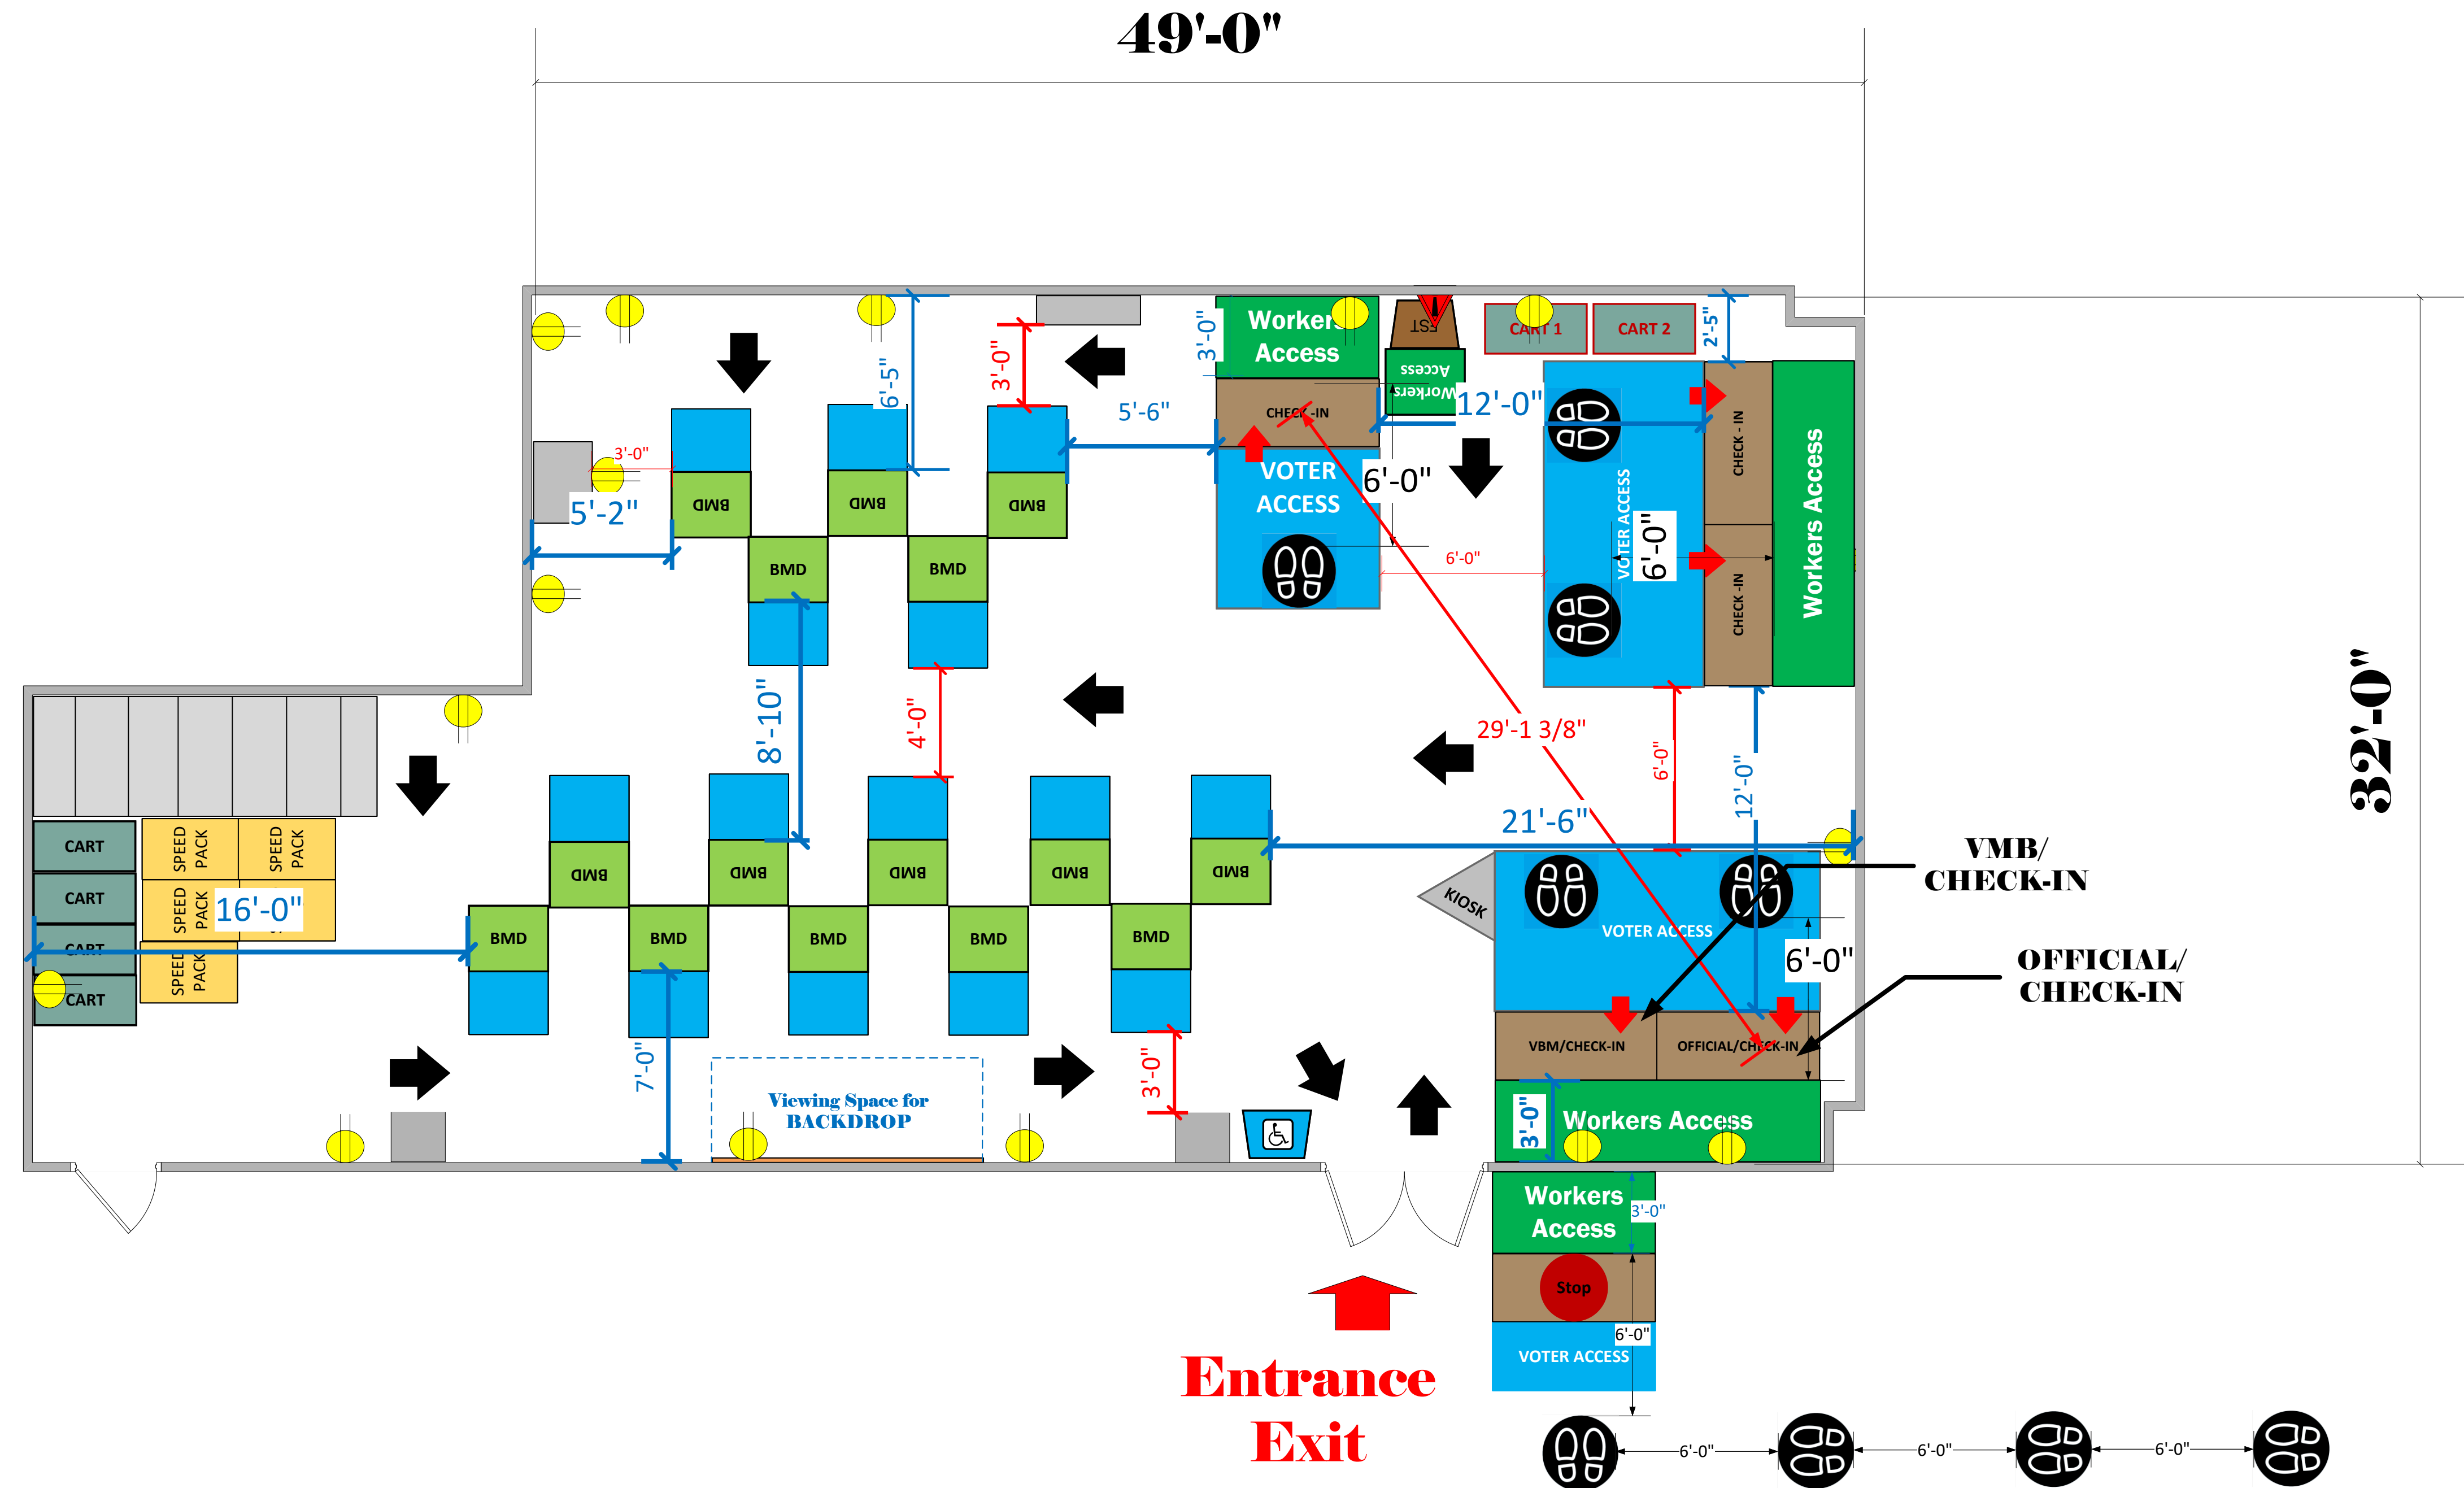 49'-0"
32'-0"
Workers
Access
3'-0"
CART 1
CART 2
2'-5"
6'-5"
3'-0"
Workers
Access
CHECK -IN
12'-0"
5'-6"
VOTER
ACCESS
6'-0"
3'-0"
5'-2"
BMD
BMD
BMD
BMD
BMD
6'-0"
VOTER ACCESS
6'-0"
CHECK - IN
CHECK -IN
Workers Access
8'-10"
4'-0"
29'-1 3/8"
6'-0"
12'-0"
21'-6"
CART
CART
CART
CART
SPEED
PACK
SPEED
PACK
SPEED
PACK
SPEED
PACK
16'-0"
BMD
BMD
BMD
BMD
BMD
BMD
BMD
BMD
BMD
BMD
KIOSK
VOTER ACCESS
6'-0"
VMB/
CHECK-IN
OFFICIAL/
CHECK-IN
VBM/CHECK-IN
OFFICIAL/CHECK-IN
7'-0"
Viewing Space for
BACKDROP
3'-0"
3'-0"
Workers Access
Workers
Access
3'-0"
Stop
6'-0"
VOTER ACCESS
Entrance
Exit
6'-0"
6'-0"
6'-0"